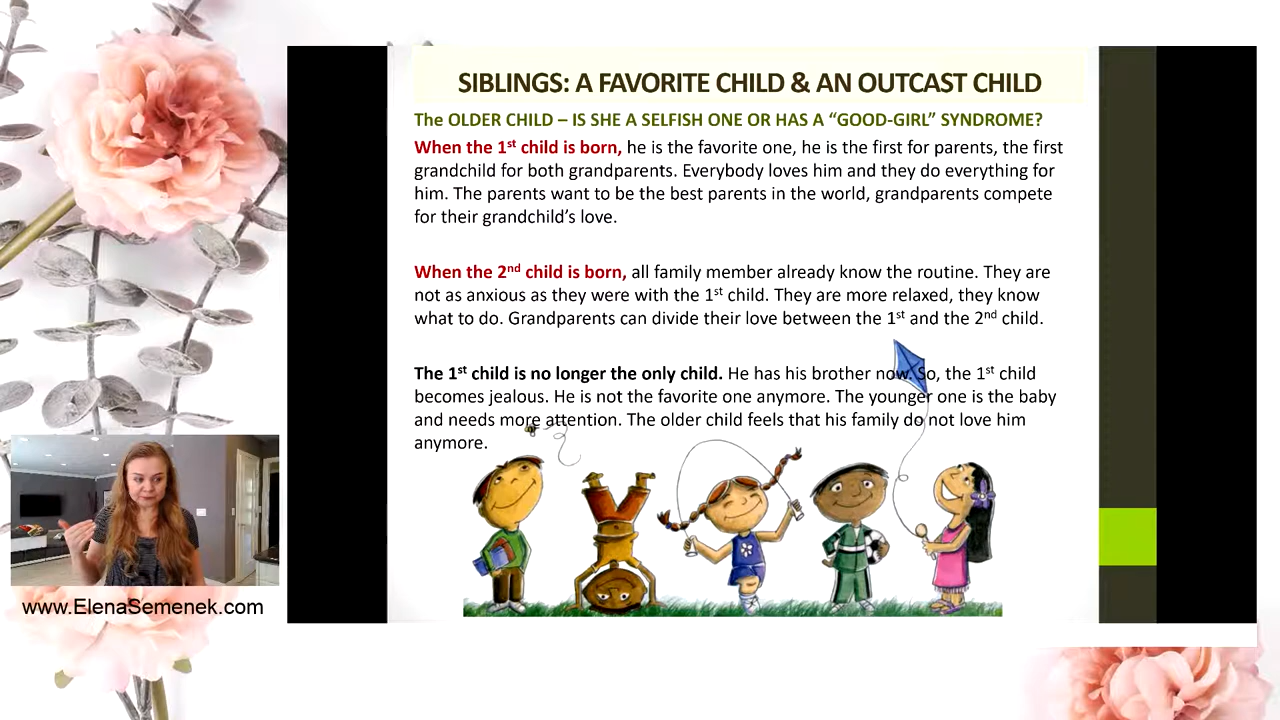 SIBLINGS: A FAVORITE CHILD & AN OUTCAST CHILD
The OLDER CHILD – IS SHE A SELFISH ONE OR HAS A “GOOD-GIRL” SYNDROME?
When the 1st child is born, he is the favorite one, he is the first for parents, the first
grandchild for both grandparents. Everybody loves him and they do everything for
him. The parents want to be the best parents in the world, grandparents compete
for their grandchild’s love.
When the 2nd child is born, all family member already know the routine. They are
not as anxious as they were with the 1st child. They are more relaxed, they know
what to do. Grandparents can divide their love between the 1st and the 2nd child.
The 1st child is no longer the only child. He has his brother now. So, the 1st child
becomes jealous. He is not the favorite one anymore. The younger one is the baby
and needs more attention. The older child feels that his family do not love him
anymore.
www.ElenaSemenek.com